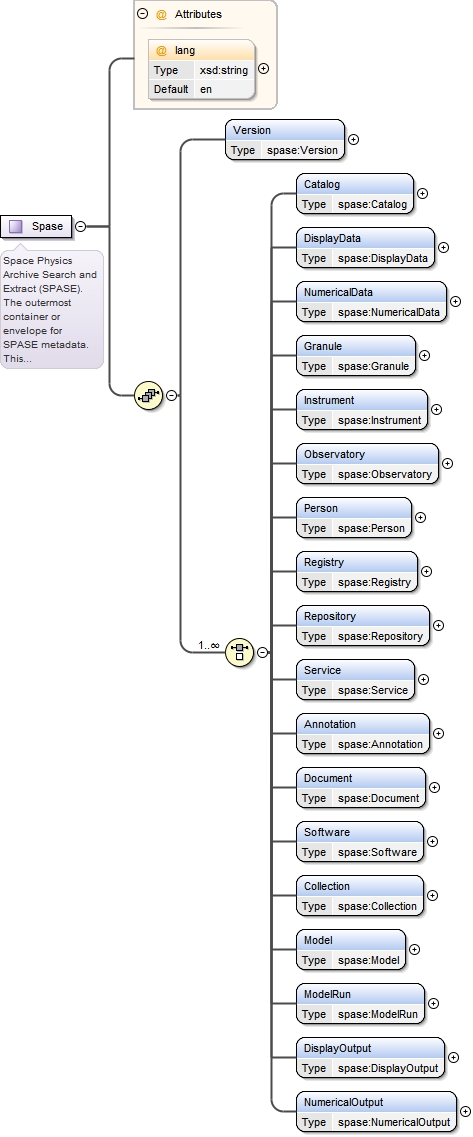 @ Attributes
@ lang
Type xsd:string
Default en
Version
Type spase:Version
Spase
Space Physics
Archive Search and
Extract (SPASE).
The outermost
container or
envelope for
SPASE metadata.
This...
1..∞
Catalog
Type spase:Catalog
DisplayData
Type spase:DisplayData
NumericalData
Type spase:NumericalData
Granule
Type spase:Granule
Instrument
Type spase:Instrument
Observatory
Type spase:Observatory
Person
Type spase:Person
Registry
Type spase:Registry
Repository
Type spase:Repository
Service
Type spase:Service
Annotation
Type spase:Annotation
Document
Type spase:Document
Software
Type spase:Software
Collection
Type spase:Collection
Model
Type spase:Model
ModelRun
Type spase:ModelRun
DisplayOutput
Type spase:DisplayOutput
NumericalOutput
Type spase:NumericalOutput